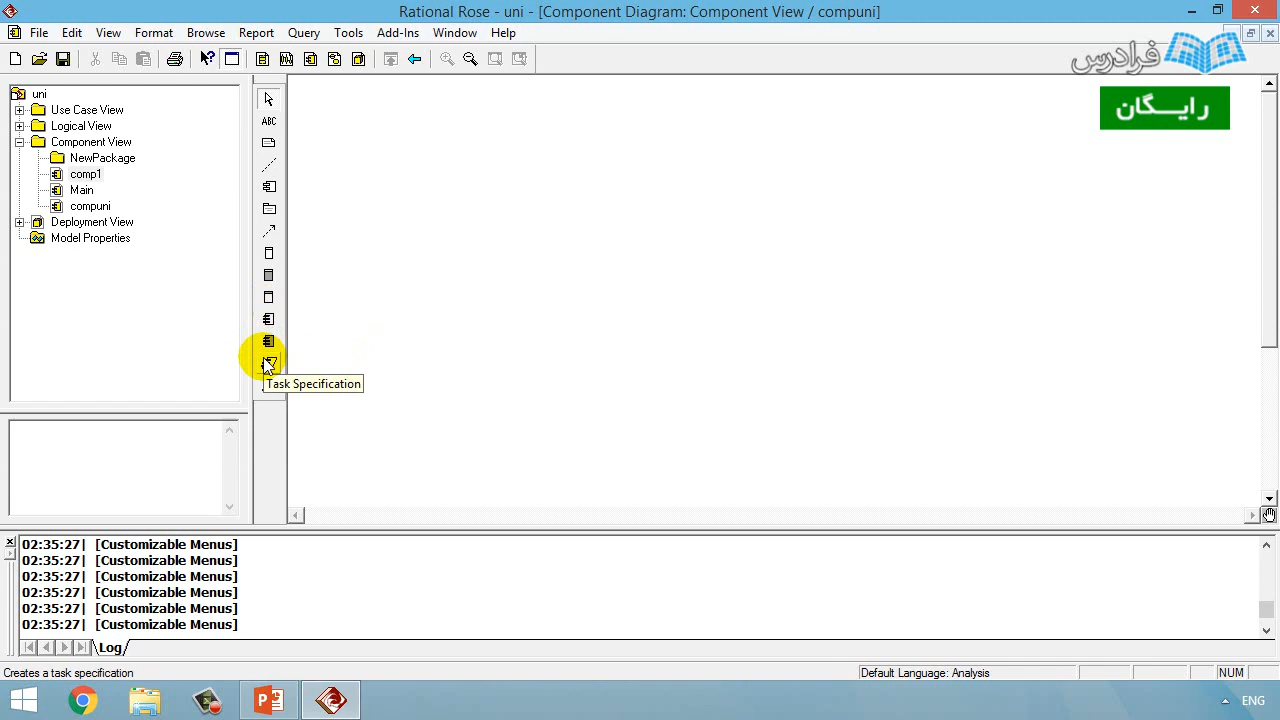 Rational Rose - uni - [Component Diagram: Component View / compuni]
File Edit View Format Browse Report Query Tools Add-Ins Window Help
فرادرس
رایگان
uni
Use Case View
Logical View
Component View
NewPackage
comp1
Main
compuni
Deployment View
Model Properties
ABC
Task Specification
02:35:27| [Customizable Menus]
02:35:27| [Customizable Menus]
02:35:27| [Customizable Menus]
02:35:27| [Customizable Menus]
02:35:27| [Customizable Menus]
02:35:27| [Customizable Menus]
Log
Creates a task specification
Default Language: Analysis
NUM
ENG